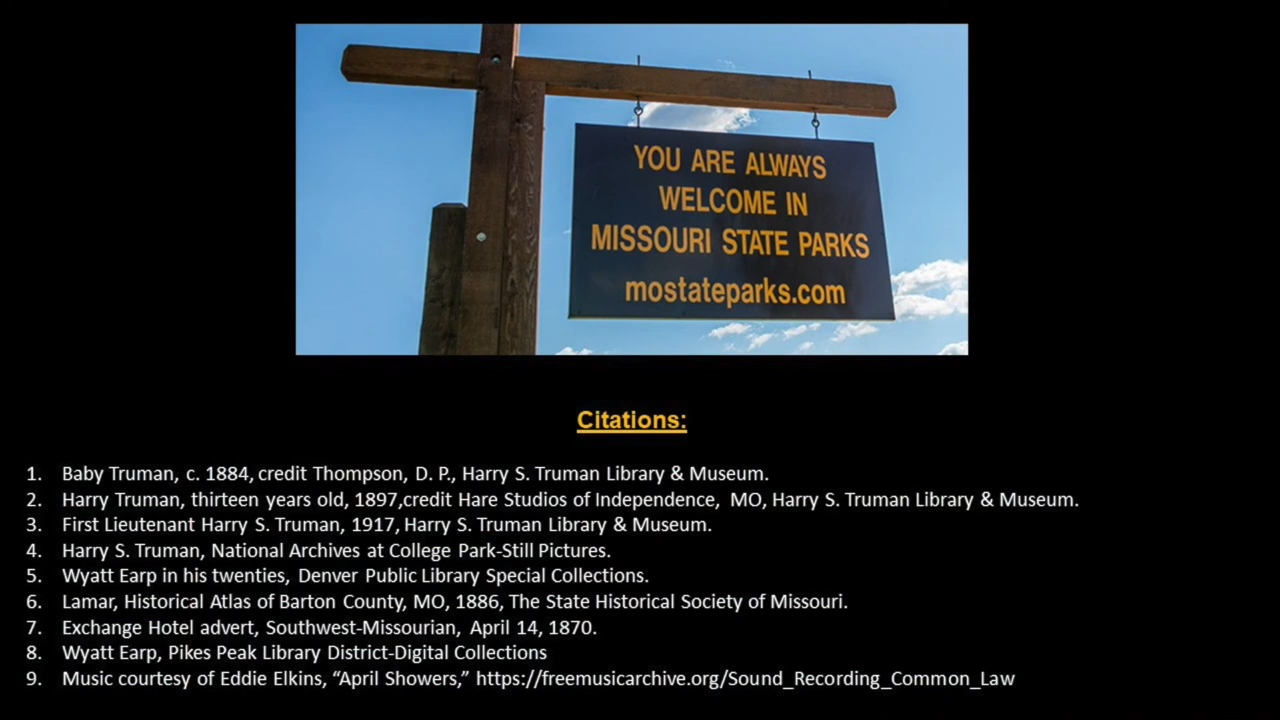 YOU ARE ALWAYS
WELCOME IN
MISSOURI STATE PARKS
mostateparks.com
Citations:
1. Baby Truman, c. 1884, credit Thompson, D. P., Harry S. Truman Library & Museum.
2. Harry Truman, thirteen years old, 1897,credit Hare Studios of Independence, MO, Harry S. Truman Library & Museum.
3. First Lieutenant Harry S. Truman, 1917, Harry S. Truman Library & Museum.
4. Harry S. Truman, National Archives at College Park-Still Pictures.
5. Wyatt Earp in his twenties, Denver Public Library Special Collections.
6. Lamar, Historical Atlas of Barton County, MO, 1886, The State Historical Society of Missouri.
7. Exchange Hotel advert, Southwest-Missourian, April 14, 1870.
8. Wyatt Earp, Pikes Peak Library District-Digital Collections
9. Music courtesy of Eddie Elkins, “April Showers,” https://freemusicarchive.org/Sound_Recording_Common_Law